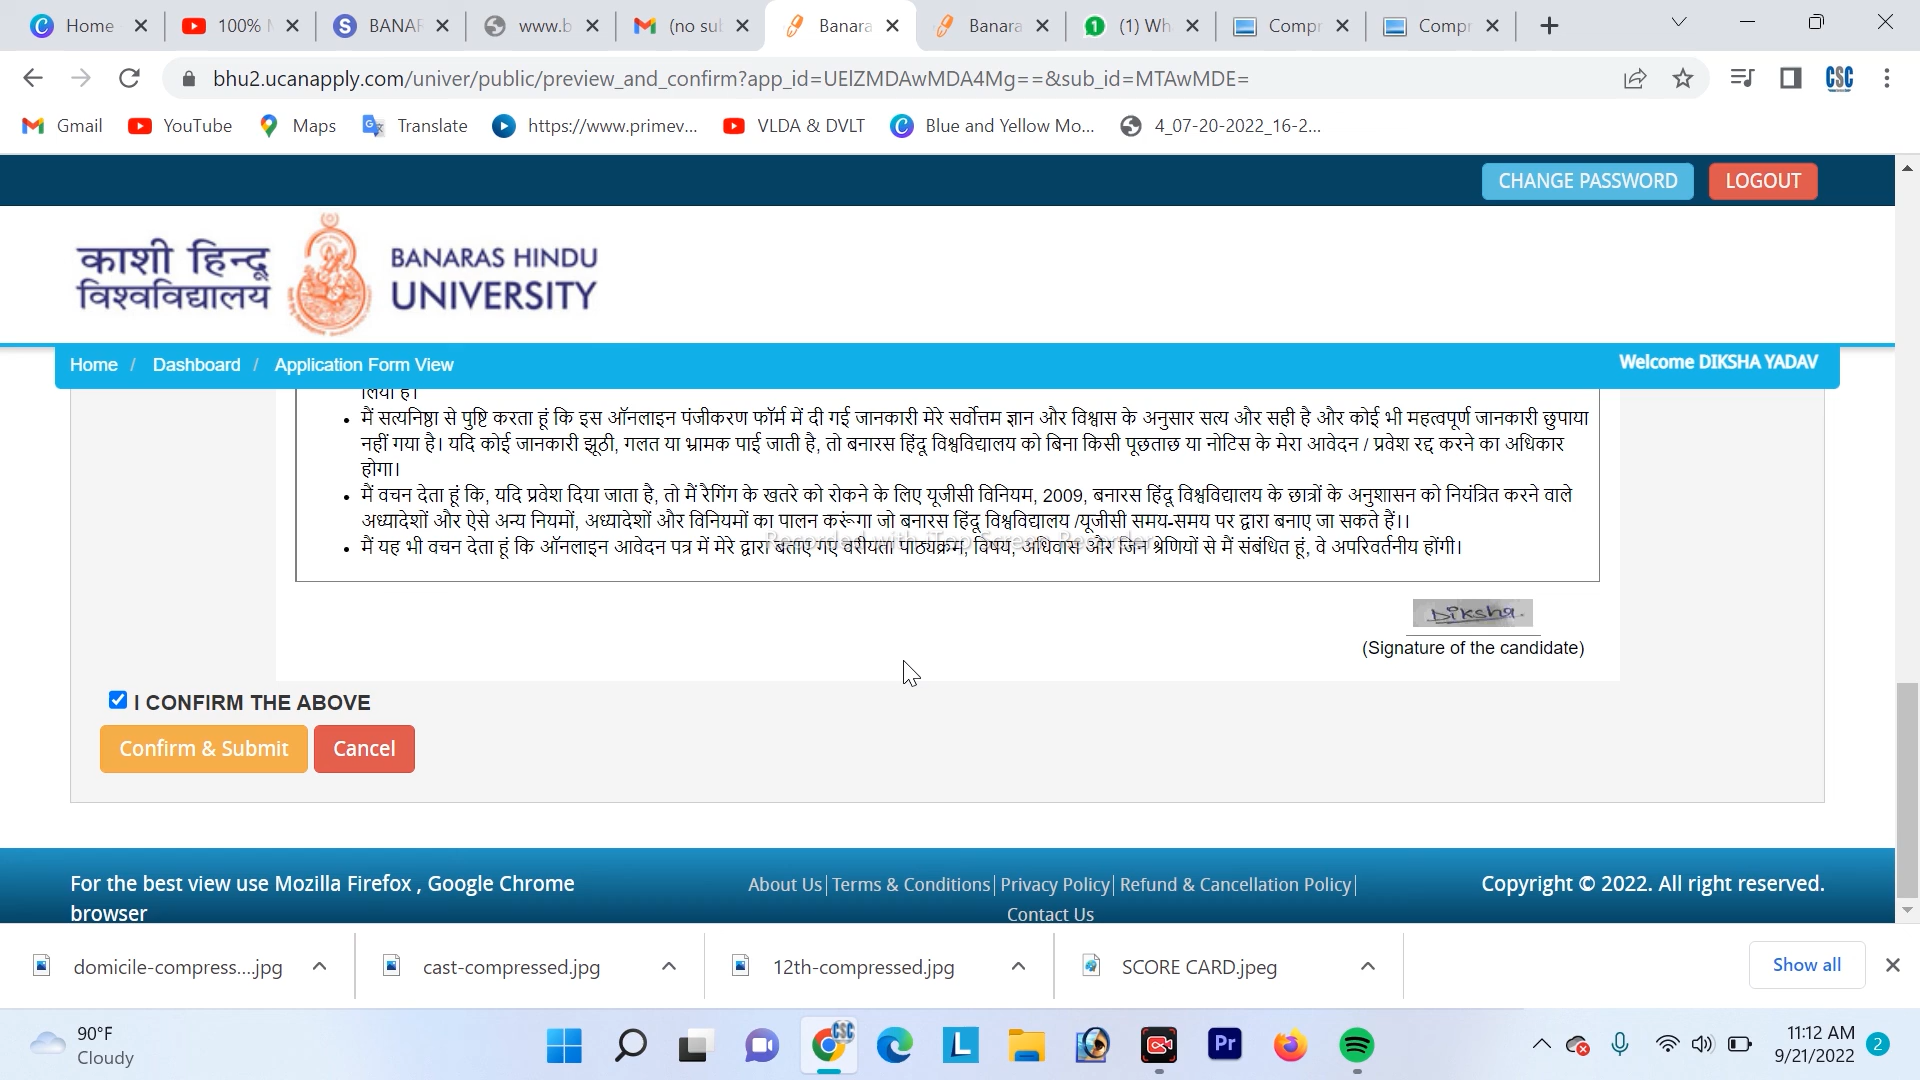 Home
100%
BANAR
www.b
(no sub
Banara
Banara
(1) Wh
Compr
Compr
bhu2.ucanapply.com/univer/public/preview_and_confirm?app_id=UElZMDAwMDA4Mg==&sub_id=MTAwMDE=
CSC
Gmail YouTube Maps Translate https://www.primev... VLDA & DVLT Blue and Yellow Mo... 4_07-20-2022_16-2...
CHANGE PASSWORD LOGOUT
काशी हिन्दू
विश्वविद्यालय
BANARAS HINDU
UNIVERSITY
Home / Dashboard / Application Form View
Welcome DIKSHA YADAV
लिया है।
• मैं सत्यनिष्ठा से पुष्टि करता हूं कि इस ऑनलाइन पंजीकरण फॉर्म में दी गई जानकारी मेरे सर्वोत्तम ज्ञान और विश्वास के अनुसार सत्य और सही है और कोई भी महत्वपूर्ण जानकारी छुपाया
नहीं गया है। यदि कोई जानकारी झूठी, गलत या भ्रामक पाई जाती है, तो बनारस हिंदू विश्वविद्यालय को बिना किसी पूछताछ या नोटिस के मेरा आवेदन / प्रवेश रद्द करने का अधिकार
होगा।
• मैं वचन देता हूं कि, यदि प्रवेश दिया जाता है, तो मैं रैगिंग के खतरे को रोकने के लिए यूजीसी विनियम, 2009, बनारस हिंदू विश्वविद्यालय के छात्रों के अनुशासन को नियंत्रित करने वाले
अध्यादेशों और ऐसे अन्य नियमों, अध्यादेशों और विनियमों का पालन करूंगा जो बनारस हिंदू विश्वविद्यालय /यूजीसी समय-समय पर द्वारा बनाए जा सकते हैं।।
• मैं यह भी वचन देता हूं कि ऑनलाइन आवेदन पत्र में मेरे द्वारा बताए गए वरीयता पाठ्यक्रम, विषय, अधिवास और जिन श्रेणियों से मैं संबंधित हूं, वे अपरिवर्तनीय होंगी।
Recorded with iTop Screen Recorder
Diksha
(Signature of the candidate)
I CONFIRM THE ABOVE
Confirm & Submit Cancel
For the best view use Mozilla Firefox , Google Chrome
browser
About Us| Terms & Conditions| Privacy Policy| Refund & Cancellation Policy|
Contact Us
Copyright © 2022. All right reserved.
domicile-compress....jpg
cast-compressed.jpg
12th-compressed.jpg
SCORE CARD.jpeg
Show all
90°F
Cloudy
CSC
L
Pr
11:12 AM
9/21/2022
2